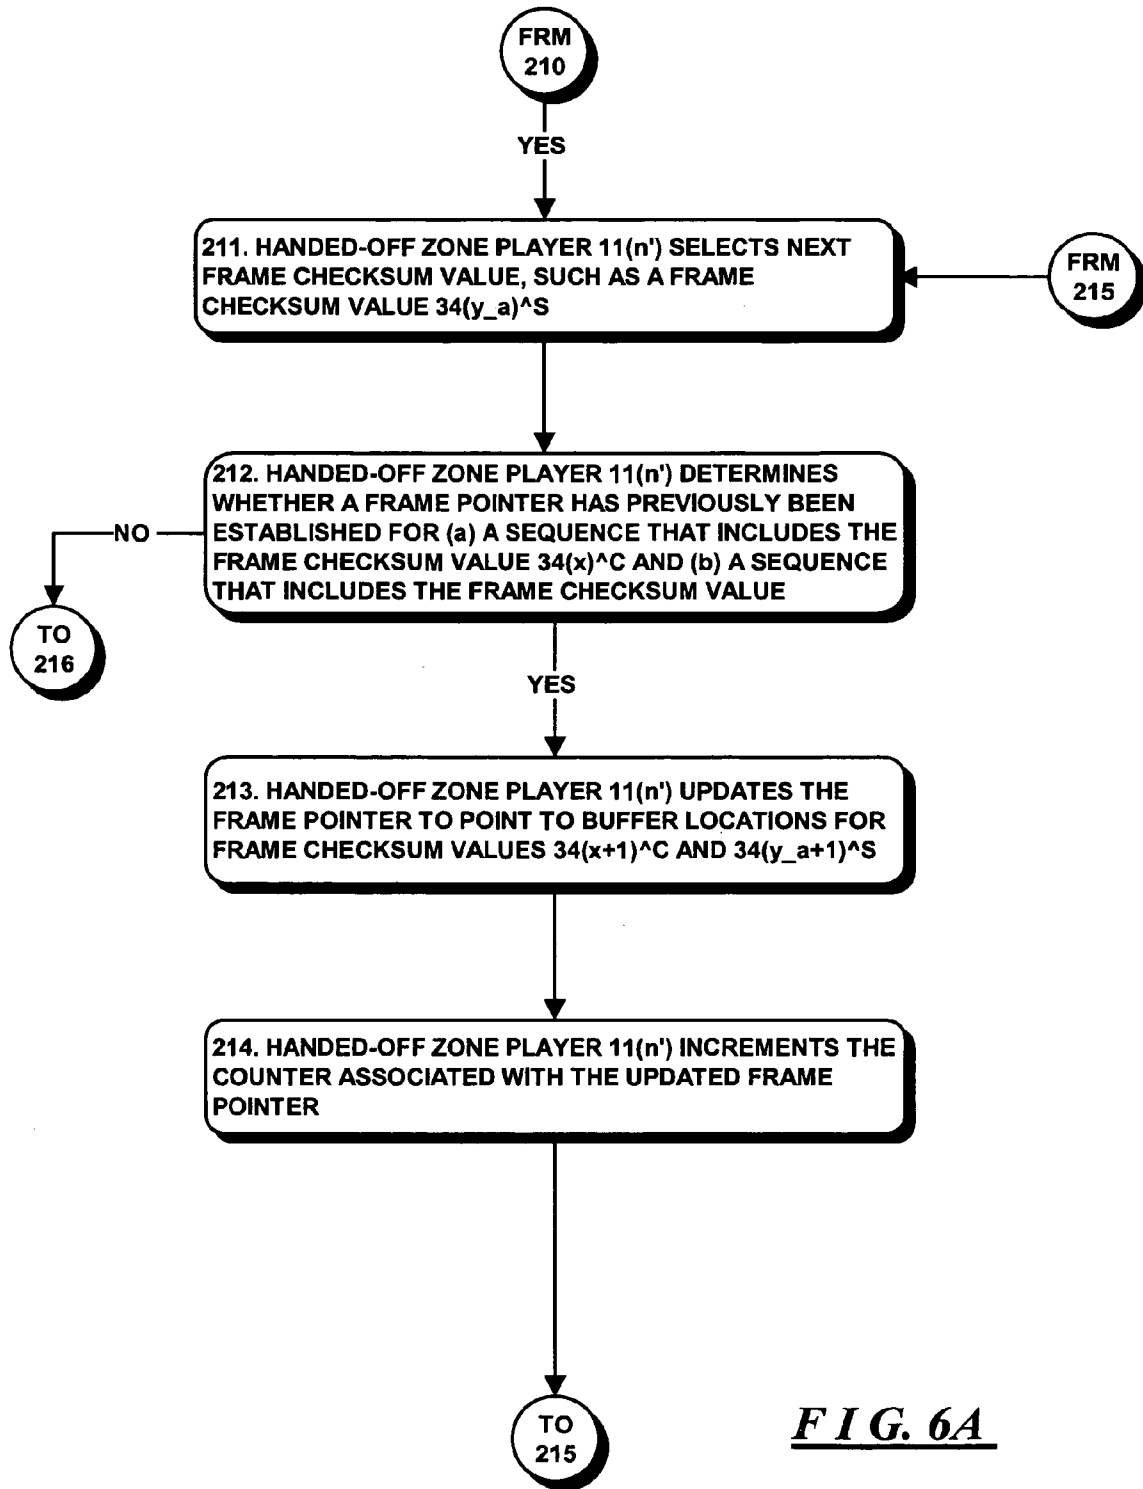 FRM
210
YES
211. HANDED-OFF ZONE PLAYER 11(n') SELECTS NEXT
FRAME CHECKSUM VALUE, SUCH AS A FRAME
CHECKSUM VALUE 34(y_a)^S
FRM
215
212. HANDED-OFF ZONE PLAYER 11(n') DETERMINES
WHETHER A FRAME POINTER HAS PREVIOUSLY BEEN
ESTABLISHED FOR (a) A SEQUENCE THAT INCLUDES THE
FRAME CHECKSUM VALUE 34(x)^C AND (b) A SEQUENCE
THAT INCLUDES THE FRAME CHECKSUM VALUE
NO
TO
216
YES
213. HANDED-OFF ZONE PLAYER 11(n') UPDATES THE
FRAME POINTER TO POINT TO BUFFER LOCATIONS FOR
FRAME CHECKSUM VALUES 34(x+1)^C AND 34(y_a+1)^S
214. HANDED-OFF ZONE PLAYER 11(n') INCREMENTS THE
COUNTER ASSOCIATED WITH THE UPDATED FRAME
POINTER
TO
215
FIG. 6A